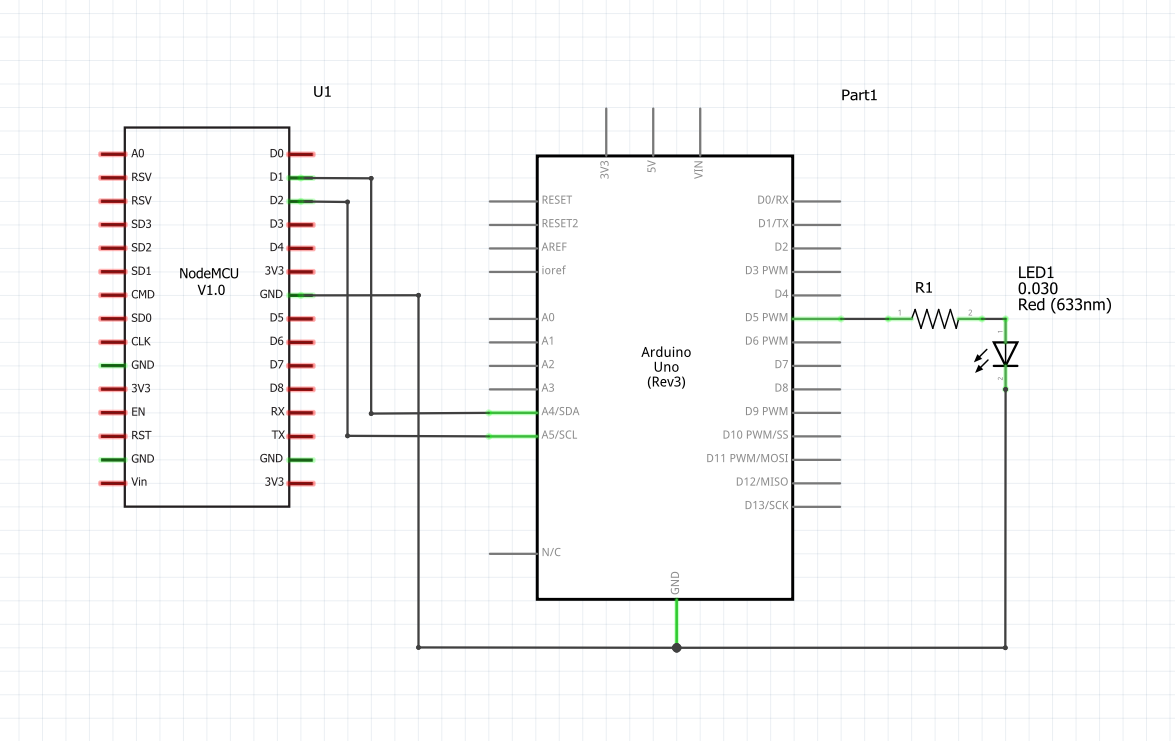 U1
A0
RSV
RSV
SD3
SD2
SD1
CMD
SD0
CLK
GND
3V3
EN
RST
GND
Vin
NodeMCU
V1.0
D0
D1
D2
D3
D4
3V3
GND
D5
D6
D7
D8
RX
TX
GND
3V3
Part1
3V3
5V
VIN
RESET
RESET2
AREF
ioref
A0
A1
A2
A3
A4/SDA
A5/SCL
N/C
Arduino
Uno
(Rev3)
D0/RX
D1/TX
D2
D3 PWM
D4
D5 PWM
D6 PWM
D7
D8
D9 PWM
D10 PWM/SS
D11 PWM/MOSI
D12/MISO
D13/SCK
GND
R1
1
2
LED1
0.030
Red (633nm)
1
2